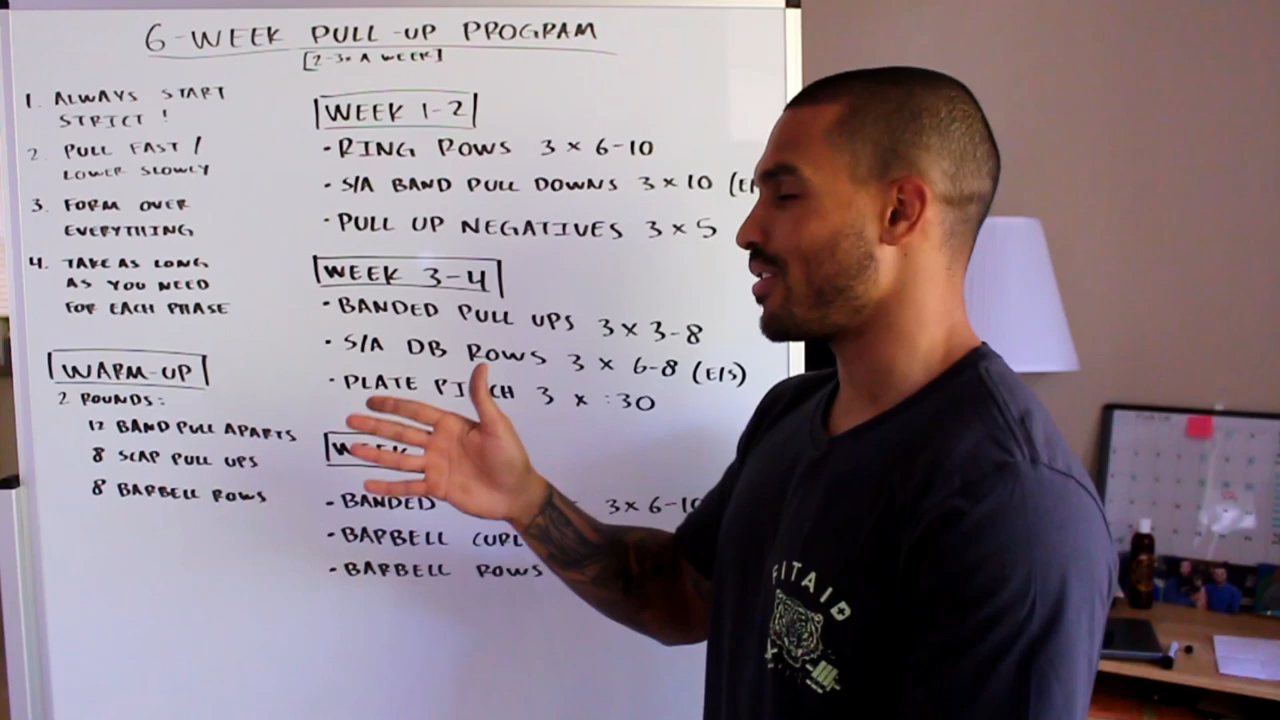 6-WEEK PULL-UP PROGRAM
[2-3x A WEEK]
1. ALWAYS START
STRICT!
2. PULL FAST /
LOWER SLOWLY
3. FORM OVER
EVERYTHING
4. TAKE AS LONG
AS YOU NEED
FOR EACH PHASE
WARM-UP
2 ROUNDS:
12 BAND PULL APARTS
8 SCAP PULL UPS
8 BARBELL ROWS
WEEK 1-2
• RING ROWS 3 x 6-10
• S/A BAND PULL DOWNS 3 x 10
• PULL UP NEGATIVES 3 x 5
WEEK 3-4
• BANDED PULL UPS 3 x 3-8
• S/A DB ROWS 3 x 6-8 (E/S)
• PLATE PINCH 3 x :30
WEEK
• BANDED 3x 6-10
• BARBELL CURL
• BARBELL ROWS
FITAID